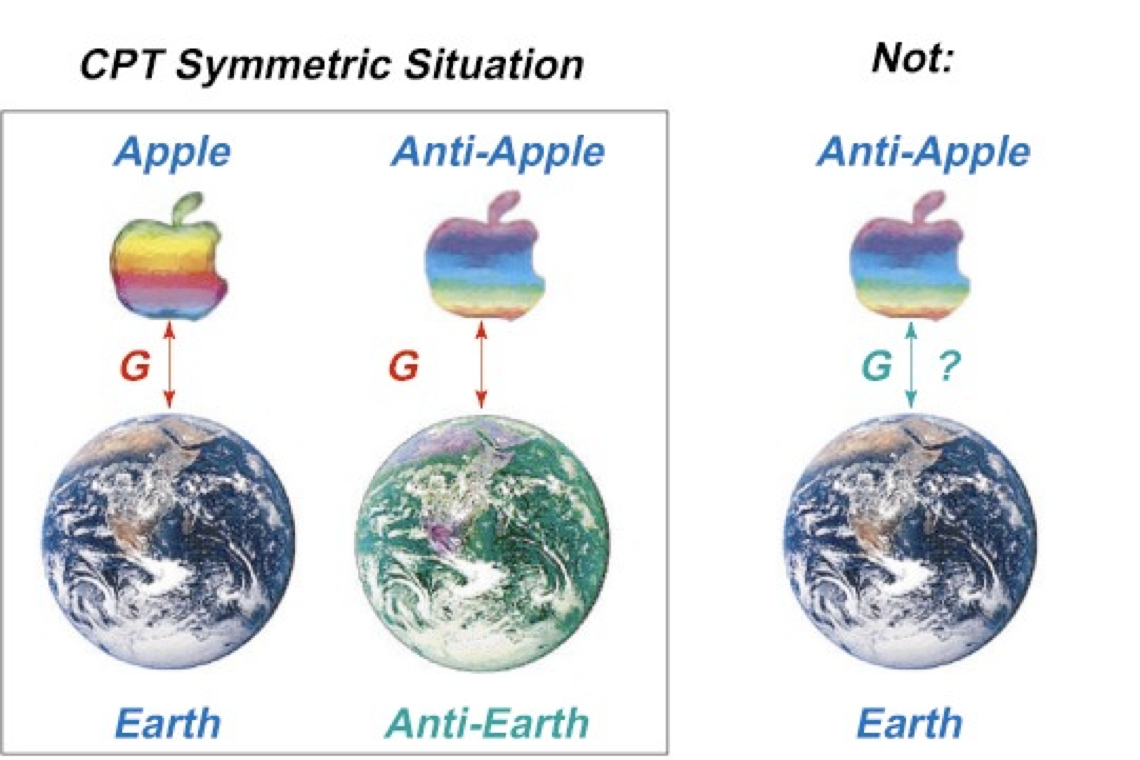 CPT Symmetric Situation
Not:
Apple
Anti-Apple
Anti-Apple
G
G
G ?
Earth
Anti-Earth
Earth